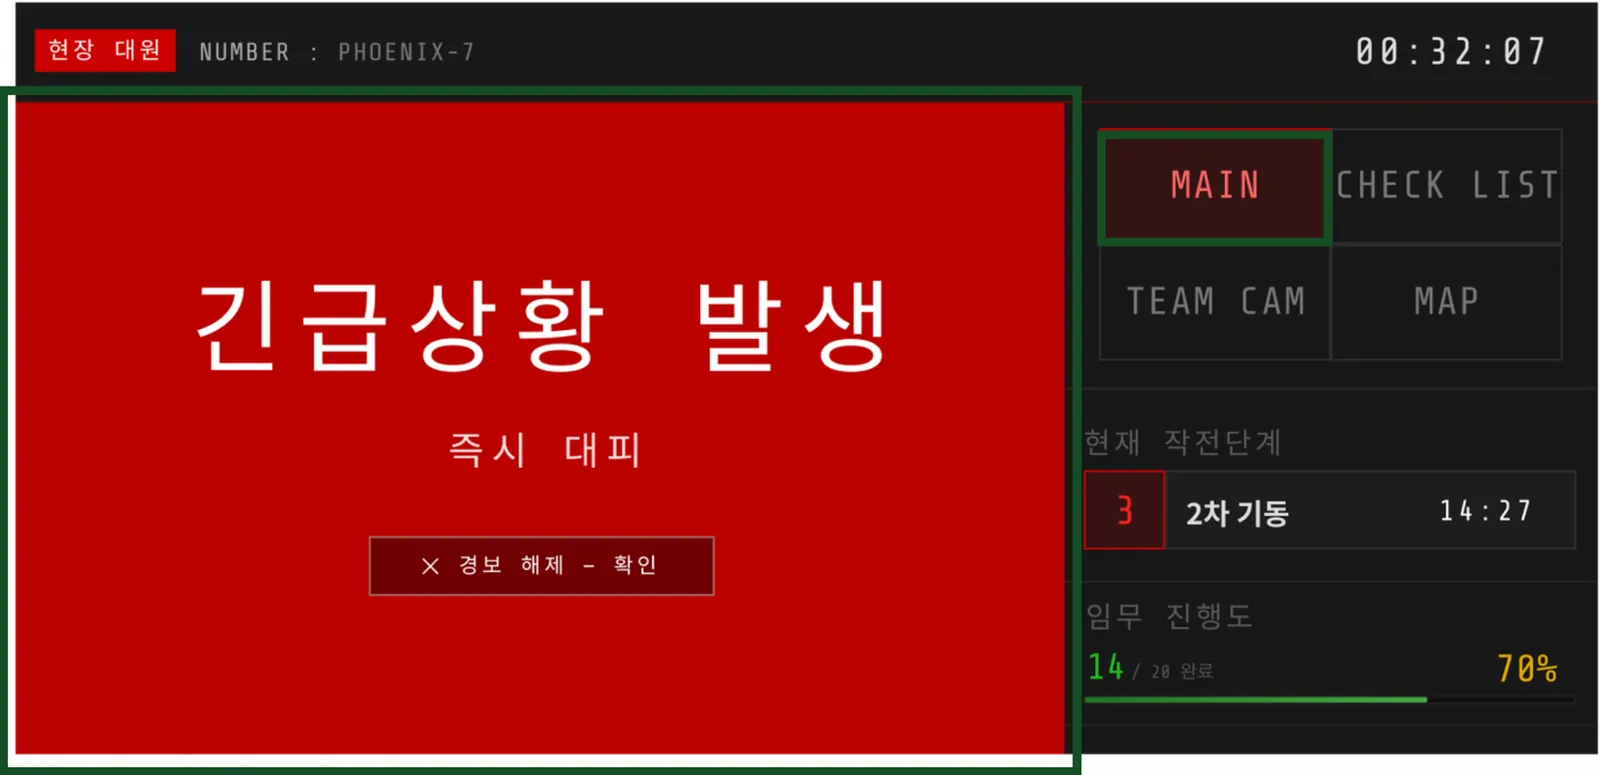 현장 대원 NUMBER : PHOENIX-7 00:32:07
긴급상황 발생
즉시 대피
× 경보 해제 - 확인
MAIN CHECK LIST
TEAM CAM MAP
현재 작전단계
3 2차 기동 14:27
임무 진행도
14 / 20 완료 70%